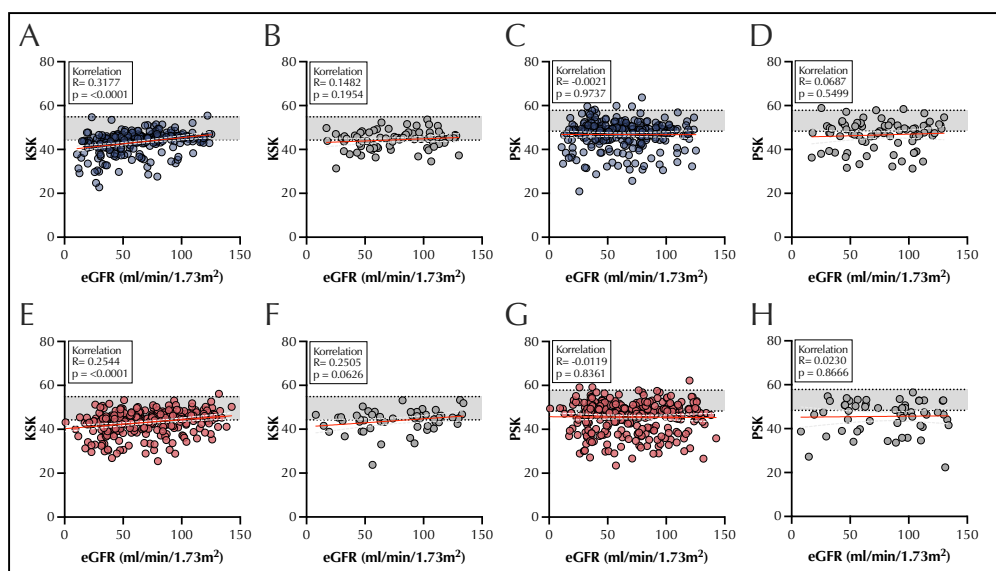 A
Korrelation
R= 0.3177
p = <0.0001
KSK
80
60
40
20
0
0 50 100 150
eGFR (ml/min/1.73m²)
B
Korrelation
R= 0.1482
p = 0.1954
KSK
80
60
40
20
0
0 50 100 150
eGFR (ml/min/1.73m²)
C
Korrelation
R= -0.0021
p = 0.9737
PSK
80
60
40
20
0
0 50 100 150
eGFR (ml/min/1.73m²)
D
Korrelation
R= 0.0687
p = 0.5499
PSK
80
60
40
20
0
0 50 100 150
eGFR (ml/min/1.73m²)
E
Korrelation
R= 0.2544
p = <0.0001
KSK
80
60
40
20
0
0 50 100 150
eGFR (ml/min/1.73m²)
F
Korrelation
R= 0.2505
p = 0.0626
KSK
80
60
40
20
0
0 50 100 150
eGFR (ml/min/1.73m²)
G
Korrelation
R= -0.0119
p = 0.8361
PSK
80
60
40
20
0
0 50 100 150
eGFR (ml/min/1.73m²)
H
Korrelation
R= 0.0230
p = 0.8666
PSK
80
60
40
20
0
0 50 100 150
eGFR (ml/min/1.73m²)